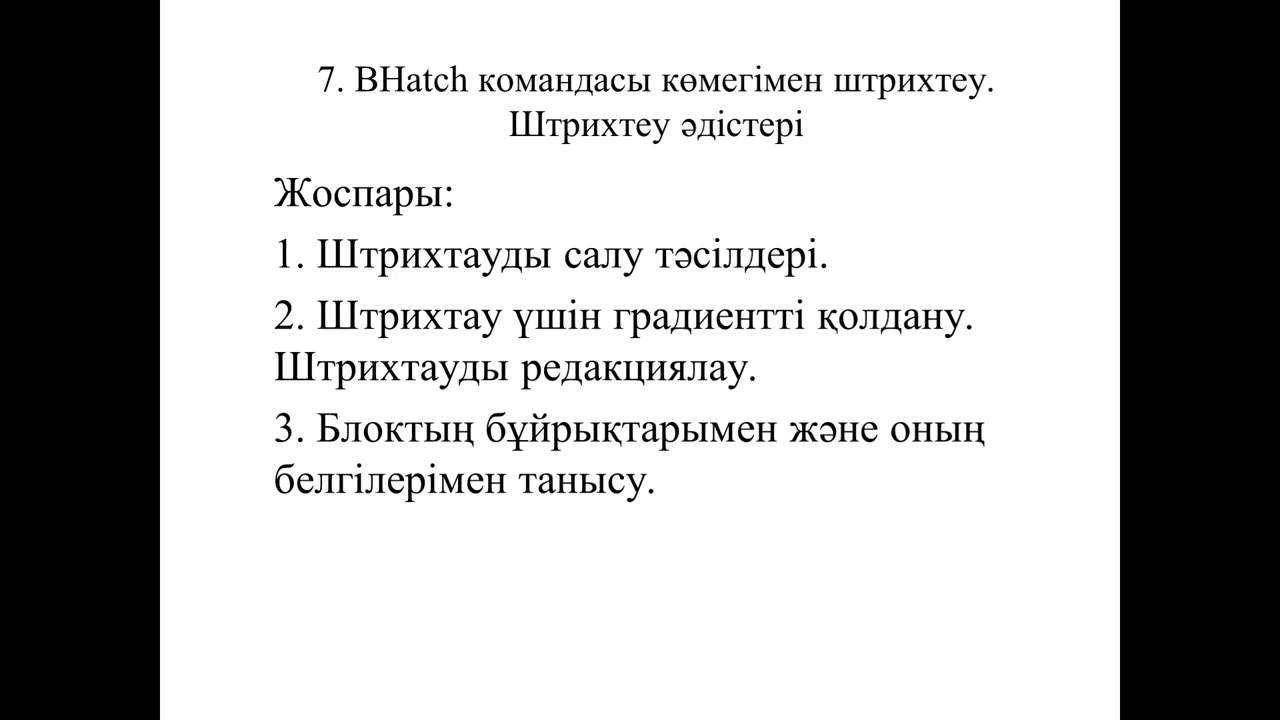 7. BHatch командасы көмегімен штрихтеу.
Штрихтеу әдістері
Жоспары:
1. Штрихтауды салу тәсілдері.
2. Штрихтау үшін градиентті қолдану.
Штрихтауды редакциялау.
3. Блоктың бұйрықтарымен және оның
белгілерімен танысу.